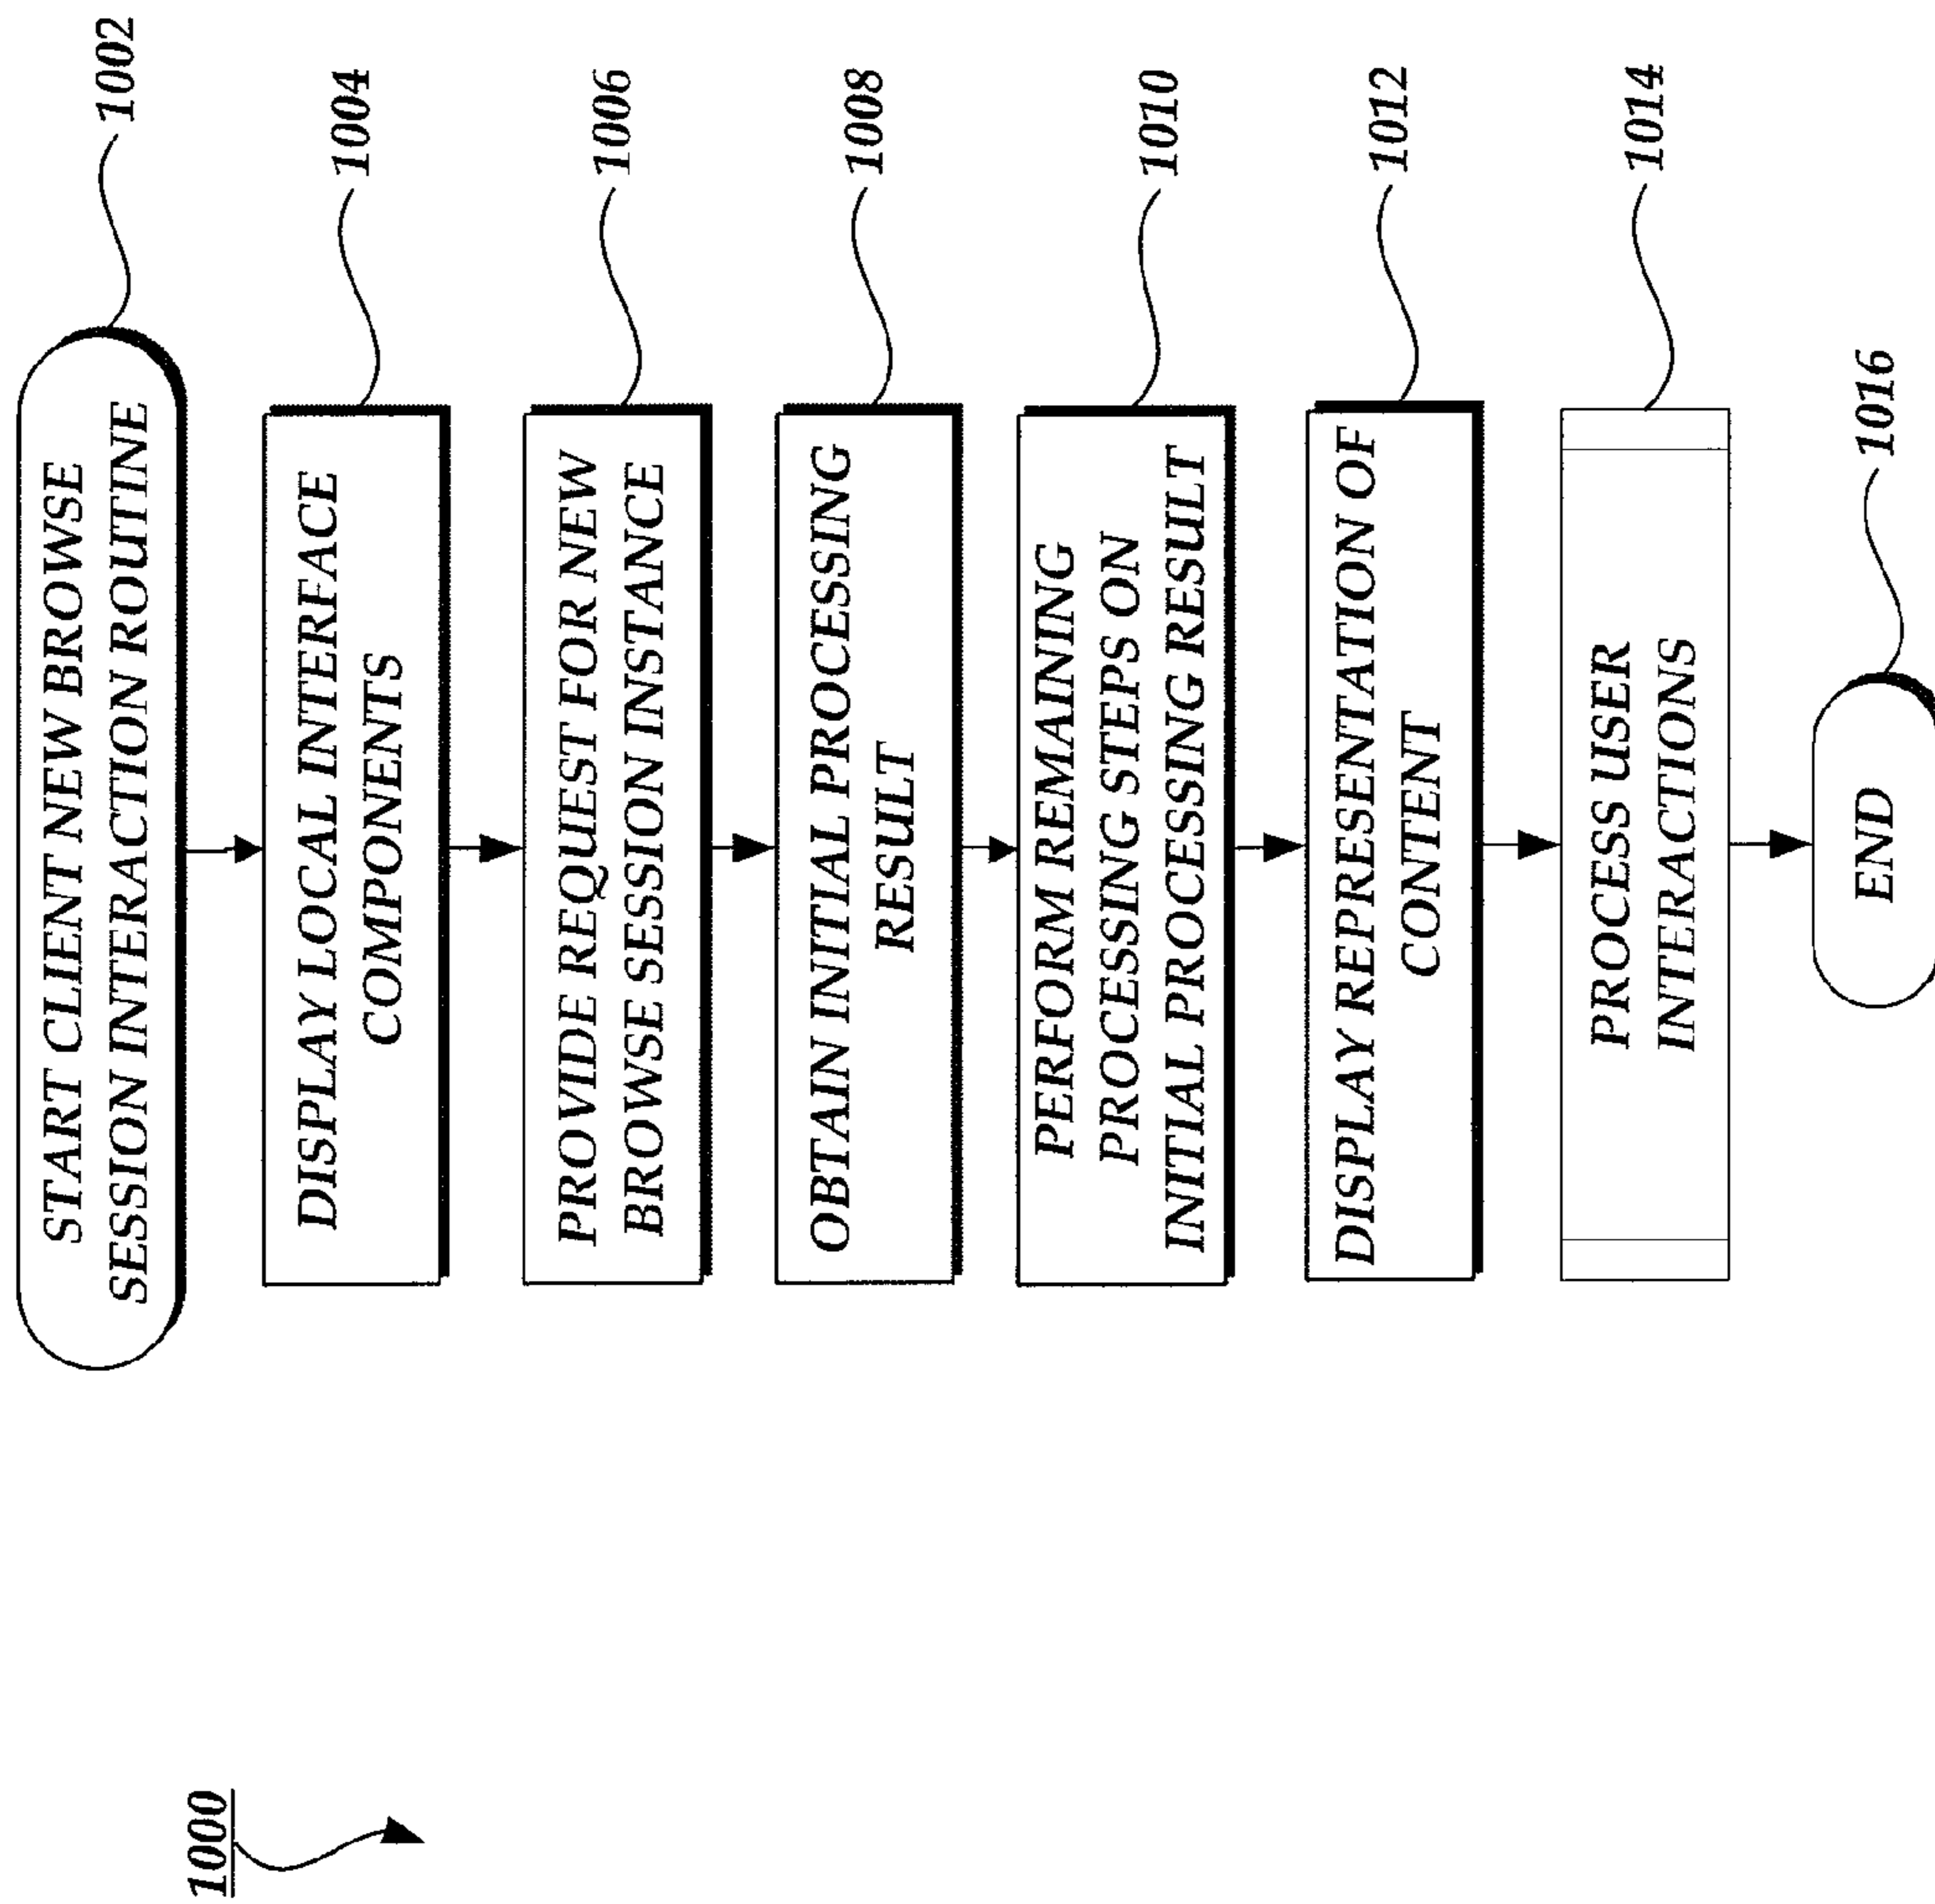 1000
START CLIENT NEW BROWSE
SESSION INTERACTION ROUTINE
1002
DISPLAY LOCAL INTERFACE
COMPONENTS
1004
PROVIDE REQUEST FOR NEW
BROWSE SESSION INSTANCE
1006
OBTAIN INITIAL PROCESSING
RESULT
1008
PERFORM REMAINING
PROCESSING STEPS ON
INITIAL PROCESSING RESULT
1010
DISPLAY REPRESENTATION OF
CONTENT
1012
PROCESS USER
INTERACTIONS
1014
END
1016